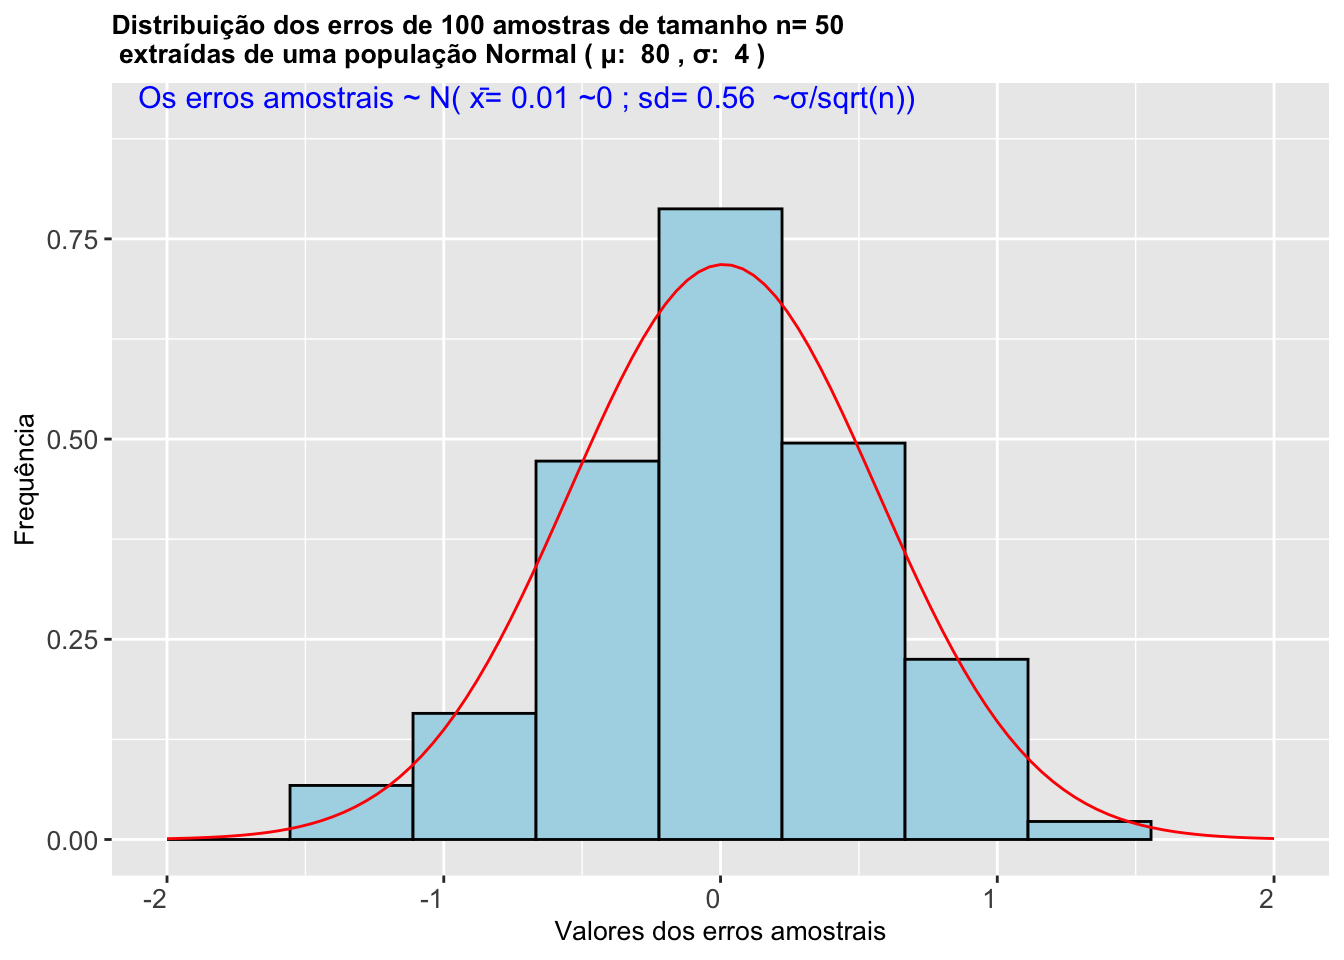 Distribuição dos erros de 100 amostras de tamanho n= 50
extraídas de uma população Normal ( μ:  80 , σ:  4 )
Os erros amostrais ~ N( x̄= 0.01 ~0 ; sd= 0.56  ~σ/sqrt(n))
0.75
0.50
0.25
0.00
Frequência
-2 -1 0 1 2
Valores dos erros amostrais